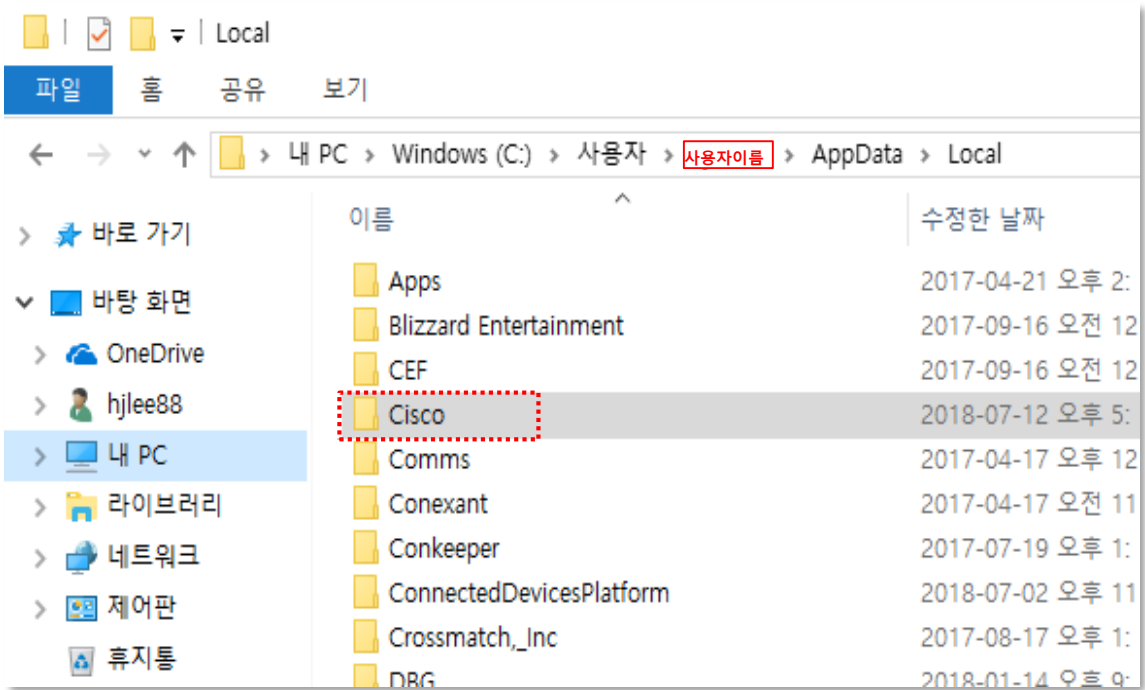 Local
파일 홈 공유 보기
내 PC > Windows (C:) > 사용자 > 사용자이름 > AppData > Local
이름 수정한 날짜
바로 가기
바탕 화면
OneDrive
hjlee88
내 PC
라이브러리
네트워크
제어판
휴지통
Apps 2017-04-21 오후 2:
Blizzard Entertainment 2017-09-16 오전 12
CEF 2017-09-16 오전 12
Cisco 2018-07-12 오후 5:
Comms 2017-04-17 오후 12
Conexant 2017-04-17 오전 11
Conkeeper 2017-07-19 오후 1:
ConnectedDevicesPlatform 2018-07-02 오후 11
Crossmatch,_Inc 2017-08-17 오후 1:
DBG 2018-01-14 오후 9: